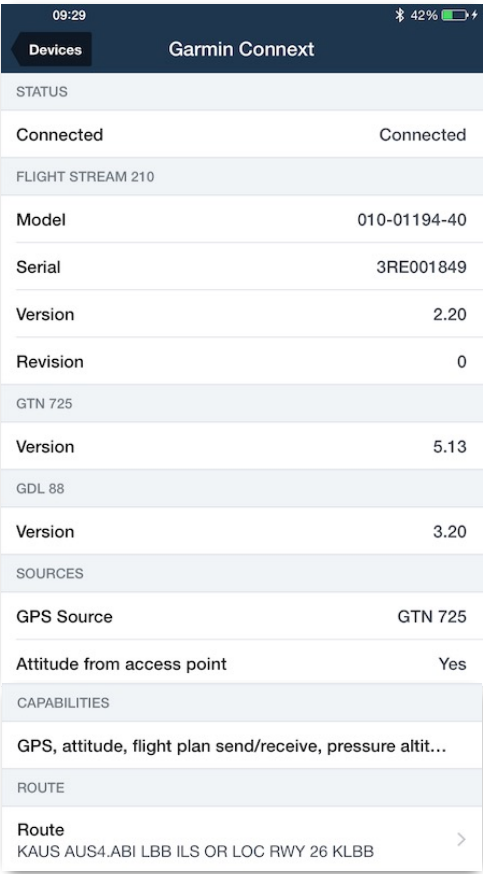 09:29 42%
Devices Garmin Connext
STATUS
Connected Connected
FLIGHT STREAM 210
Model 010-01194-40
Serial 3RE001849
Version 2.20
Revision 0
GTN 725
Version 5.13
GDL 88
Version 3.20
SOURCES
GPS Source GTN 725
Attitude from access point Yes
CAPABILITIES
GPS, attitude, flight plan send/receive, pressure altit...
ROUTE
Route
KAUS AUS4.ABI LBB ILS OR LOC RWY 26 KLBB